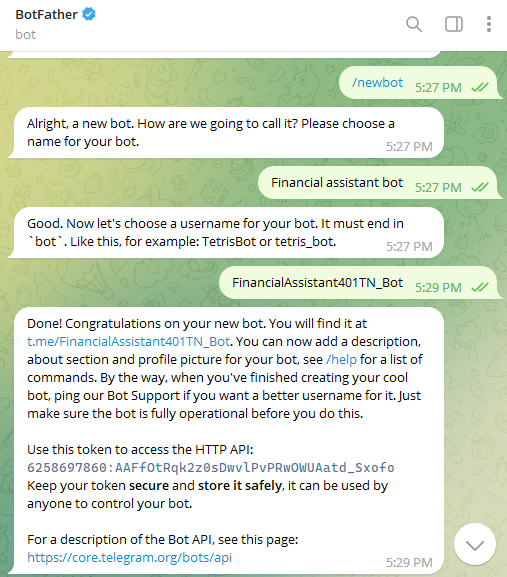 BotFather
bot
/newbot 5:27 PM
Alright, a new bot. How are we going to call it? Please choose a
name for your bot. 5:27 PM
Financial assistant bot 5:27 PM
Good. Now let's choose a username for your bot. It must end in
`bot`. Like this, for example: TetrisBot or tetris_bot. 5:27 PM
FinancialAssistant401TN_Bot 5:29 PM
Done! Congratulations on your new bot. You will find it at
t.me/FinancialAssistant401TN_Bot. You can now add a description,
about section and profile picture for your bot, see /help for a list of
commands. By the way, when you've finished creating your cool
bot, ping our Bot Support if you want a better username for it. Just
make sure the bot is fully operational before you do this.
Use this token to access the HTTP API:
6258697860:AAFfOtRqk2z0sDwvlPvPRwOWUAatd_Sxofo
Keep your token secure and store it safely, it can be used by
anyone to control your bot.
For a description of the Bot API, see this page:
https://core.telegram.org/bots/api 5:29 PM